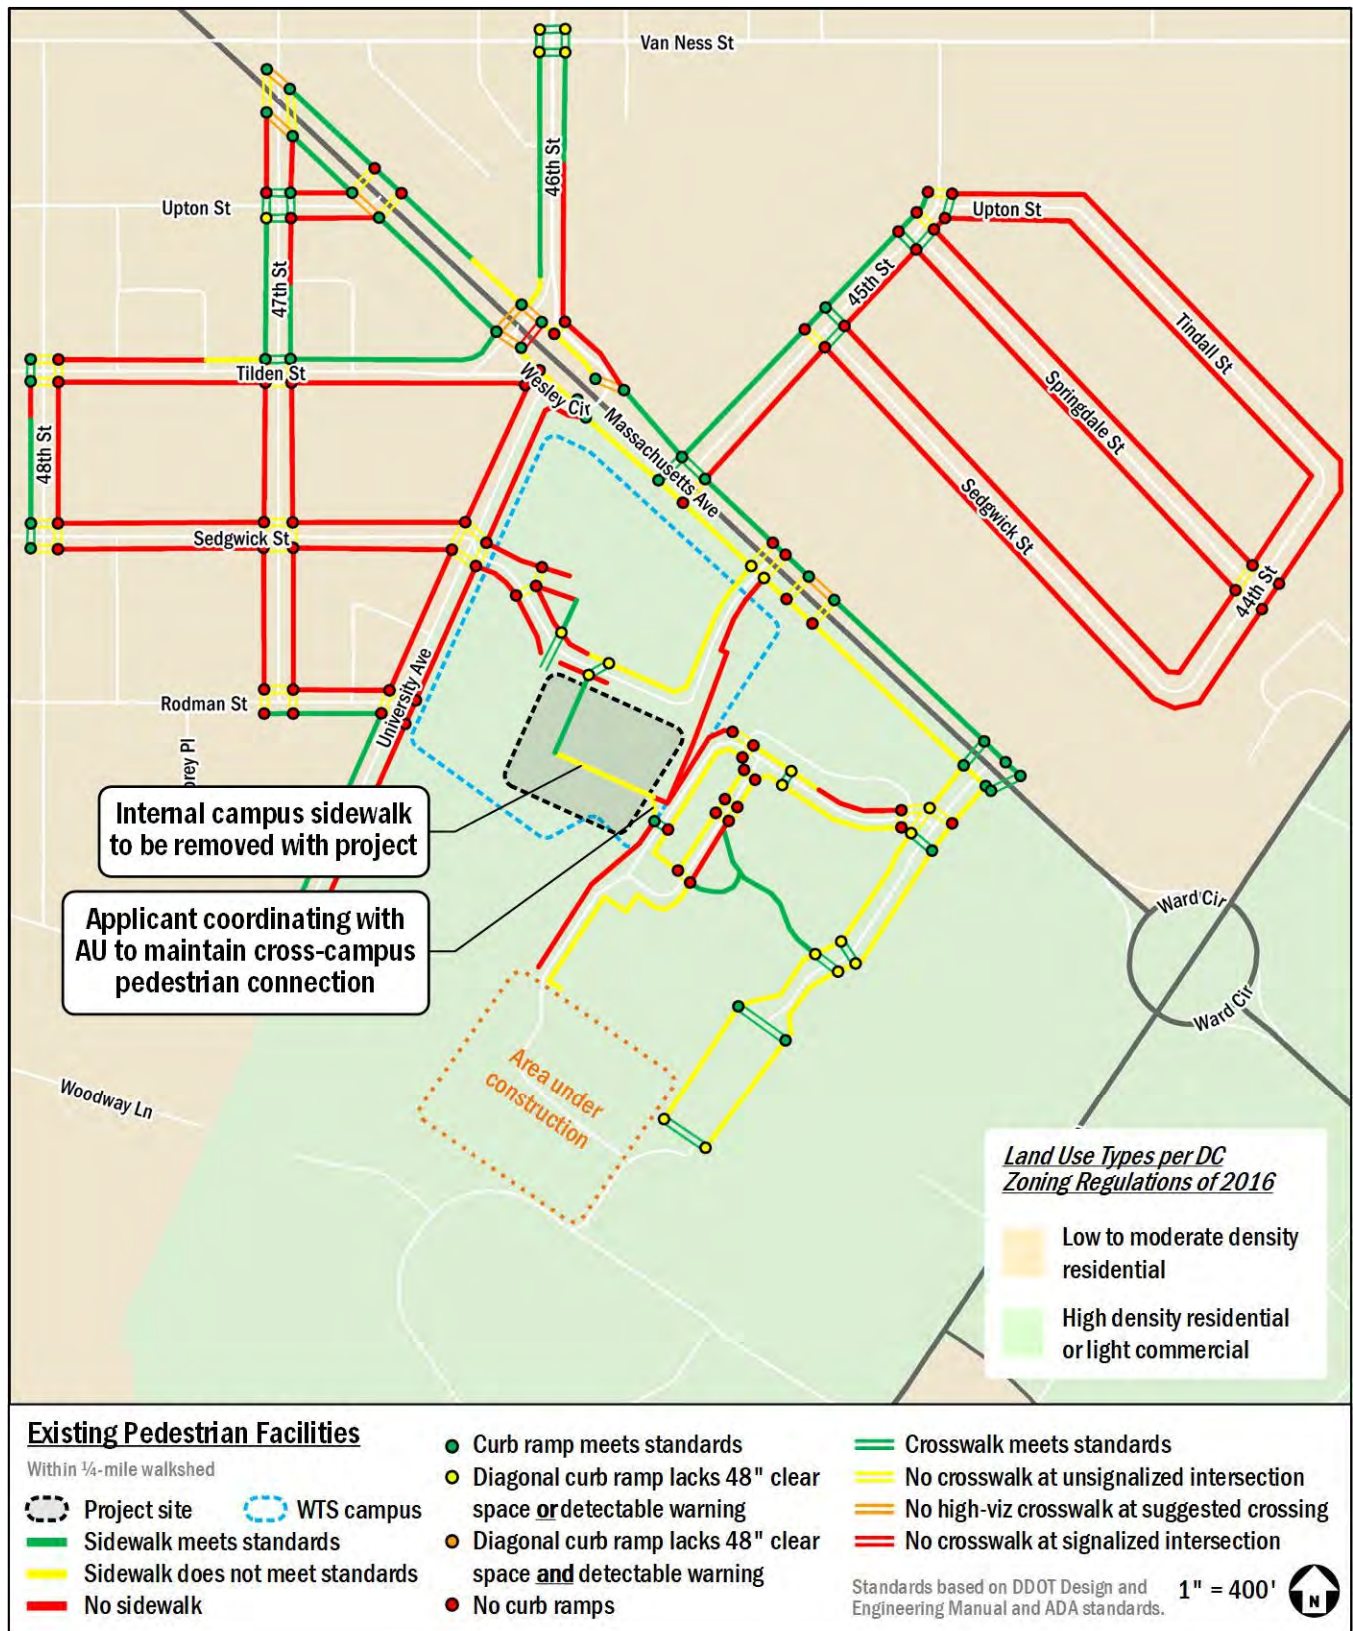 Van Ness St
46th St
Upton St
Upton St
47th St
45th St
Tindall St
Tilden St
Wesley Cir
Springdale St
Massachusetts Ave
48th St
Sedgwick St
Sedgwick St
44th St
University Ave
Rodman St
orey Pl
Internal campus sidewalk
to be removed with project
Applicant coordinating with
AU to maintain cross-campus
pedestrian connection
Ward Cir
Ward Cir
Area under
construction
Woodway Ln
Land Use Types per DC
Zoning Regulations of 2016
Low to moderate density
residential
High density residential
or light commercial
Existing Pedestrian Facilities
Within ¼-mile walkshed
Project site
WTS campus
Sidewalk meets standards
Sidewalk does not meet standards
No sidewalk
Curb ramp meets standards
Diagonal curb ramp lacks 48" clear
space or detectable warning
Diagonal curb ramp lacks 48" clear
space and detectable warning
No curb ramps
Crosswalk meets standards
No crosswalk at unsignalized intersection
No high-viz crosswalk at suggested crossing
No crosswalk at signalized intersection
Standards based on DDOT Design and
Engineering Manual and ADA standards.
1" = 400'
N